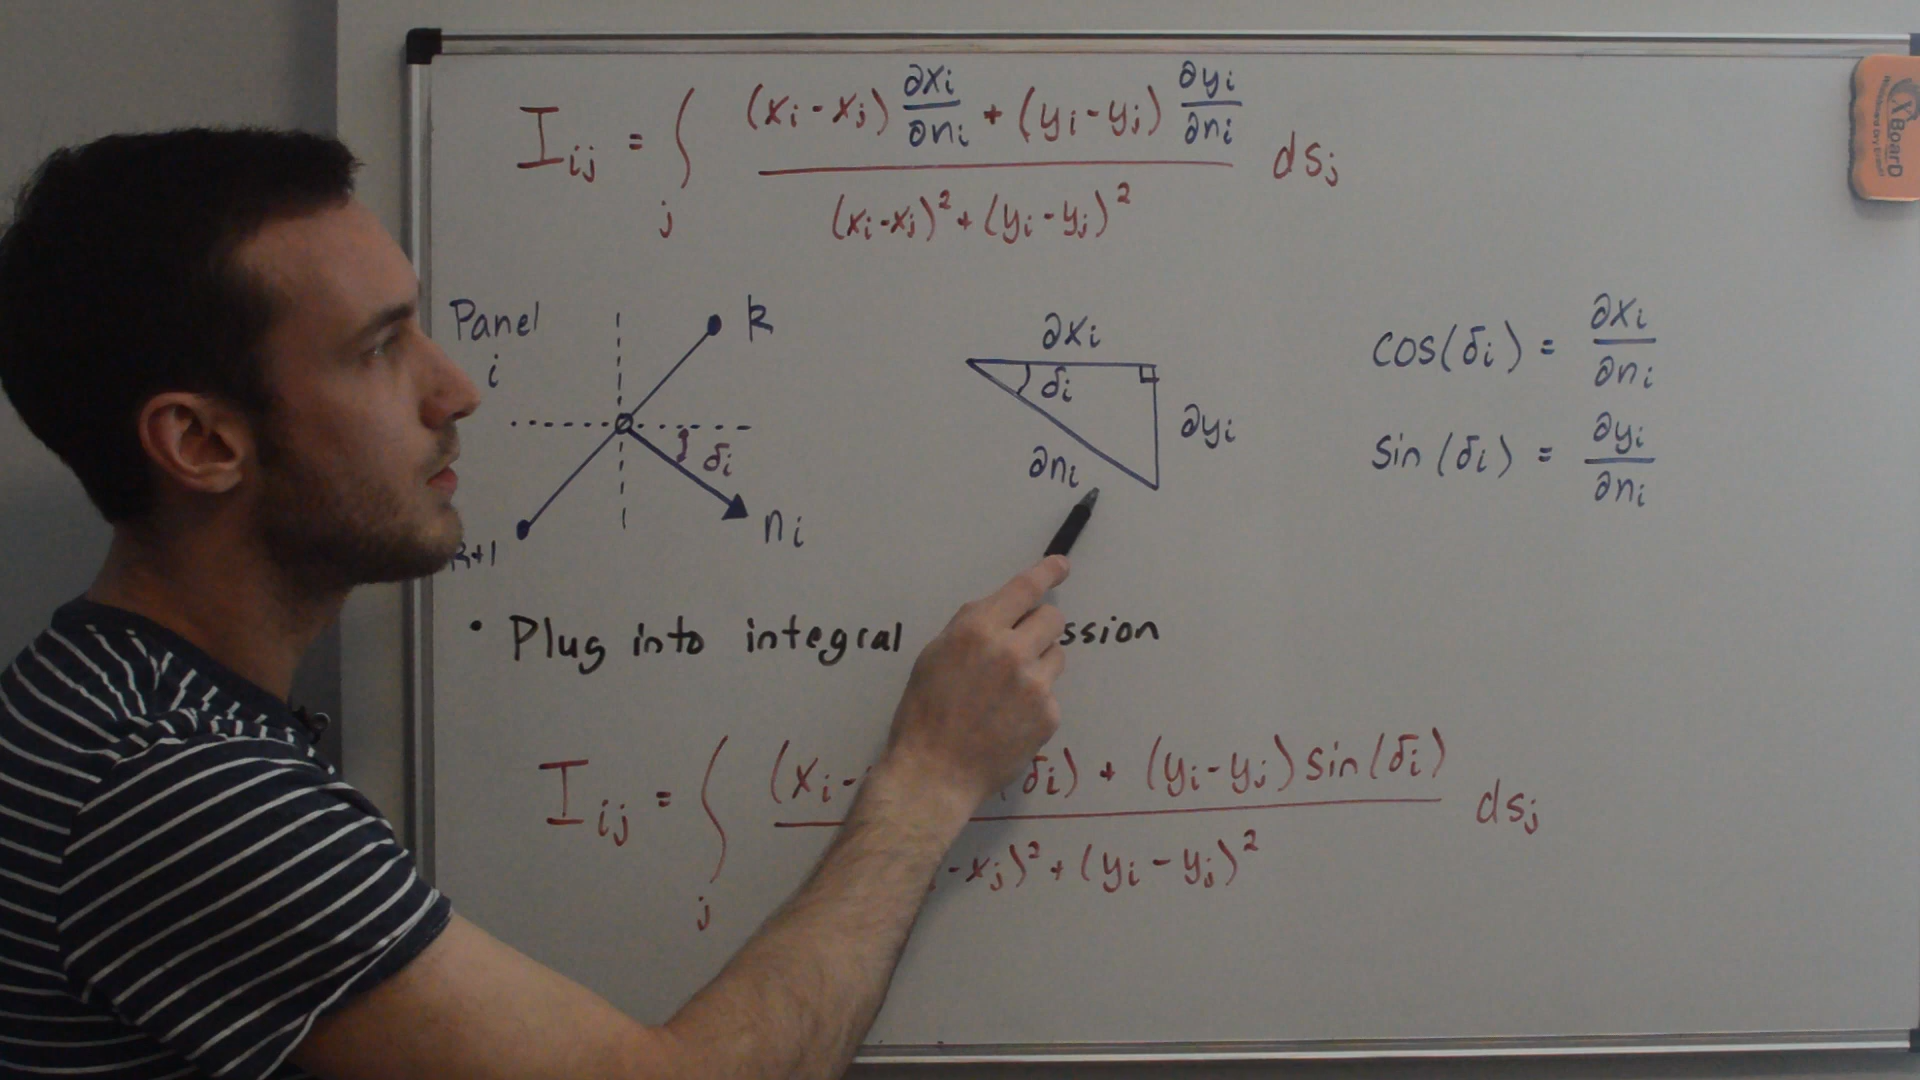 I_ij = ∫_j ((x_i - x_j) ∂x_i/∂n_i + (y_i - y_j) ∂y_i/∂n_i) / ((x_i - x_j)² + (y_i - y_j)²) ds_j
Panel
i
k
δ_i
n_i
k+1
∂x_i
δ_i
∂y_i
∂n_i
cos(δ_i) = ∂x_i/∂n_i
sin(δ_i) = ∂y_i/∂n_i
• Plug into integral ssion
I_ij = ∫_j (x_i - δ_i) + (y_i - y_j) sin(δ_i) / - x_j)² + (y_i - y_j)² ds_j
XBoarD